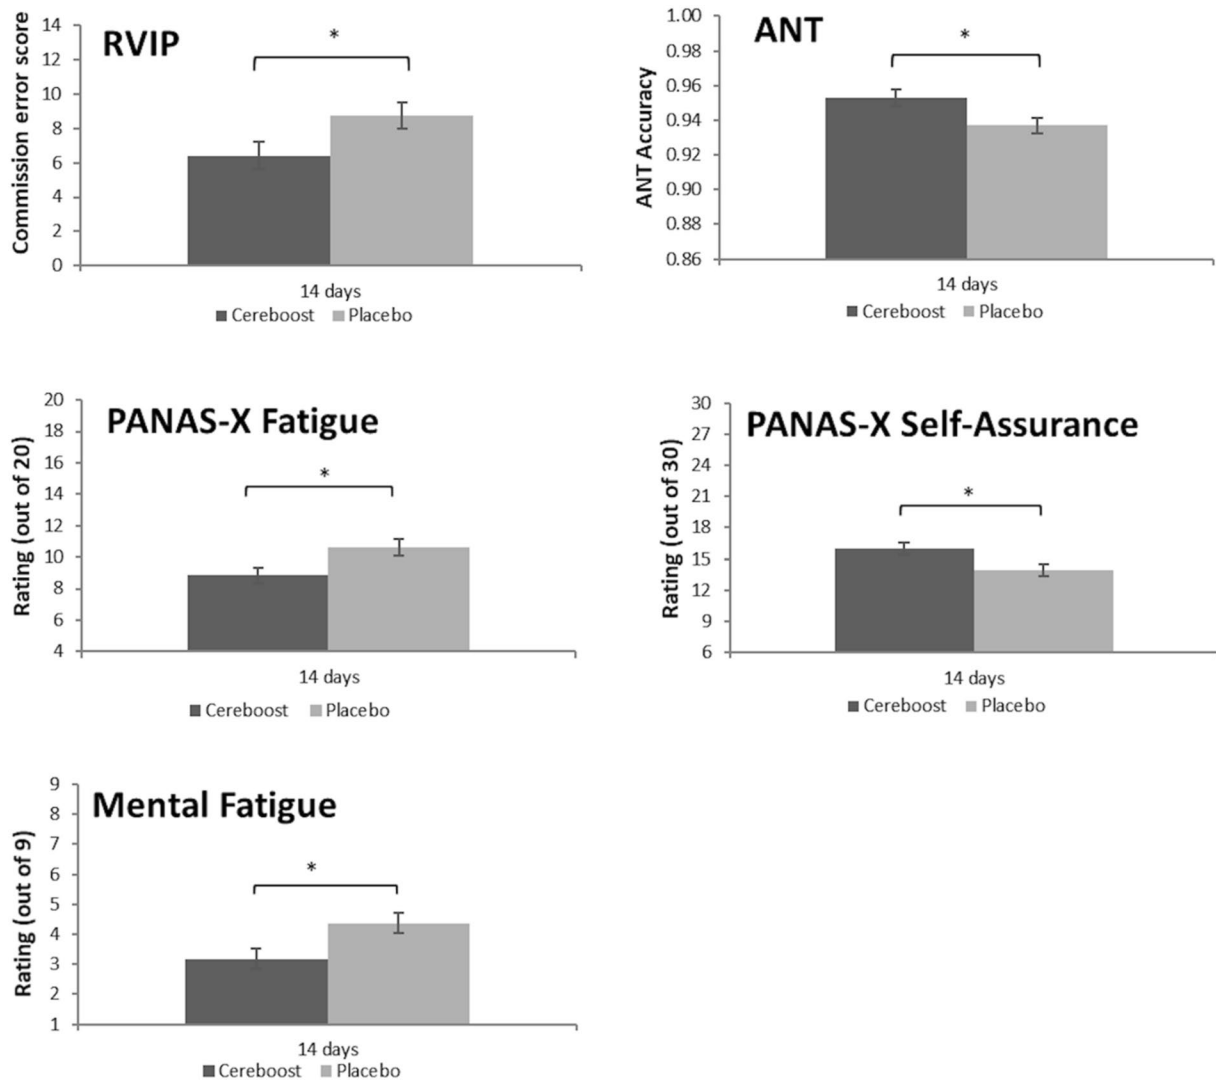 RVIP
Commission error score
14
12
10
8
6
4
2
0
*
14 days
Cereboost Placebo
ANT
ANT Accuracy
1.00
0.98
0.96
0.94
0.92
0.90
0.88
0.86
*
14 days
Cereboost Placebo
PANAS-X Fatigue
Rating (out of 20)
20
18
16
14
12
10
8
6
4
*
14 days
Cereboost Placebo
PANAS-X Self-Assurance
Rating (out of 30)
30
27
24
21
18
15
12
9
6
*
14 days
Cereboost Placebo
Mental Fatigue
Rating (out of 9)
9
8
7
6
5
4
3
2
1
*
14 days
Cereboost Placebo